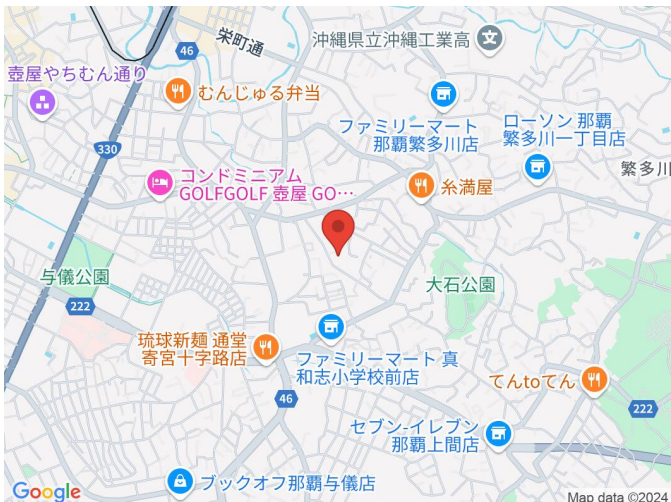 46
栄町通
沖縄県立沖縄工業高
文
壺屋やちむん通り
むんじゅる弁当
ファミリーマート
那覇繁多川店
ローソン 那覇
繁多川一丁目店
330
コンドミニアム
GOLFGOLF 壺屋 GO…
糸満屋
繁多川
与儀公園
222
大石公園
琉球新麺 通堂
寄宮十字路店
ファミリーマート 真
和志小学校前店
てんtoてん
46
222
セブン-イレブン
那覇上間店
ブックオフ那覇与儀店
Google
Map data ©2024